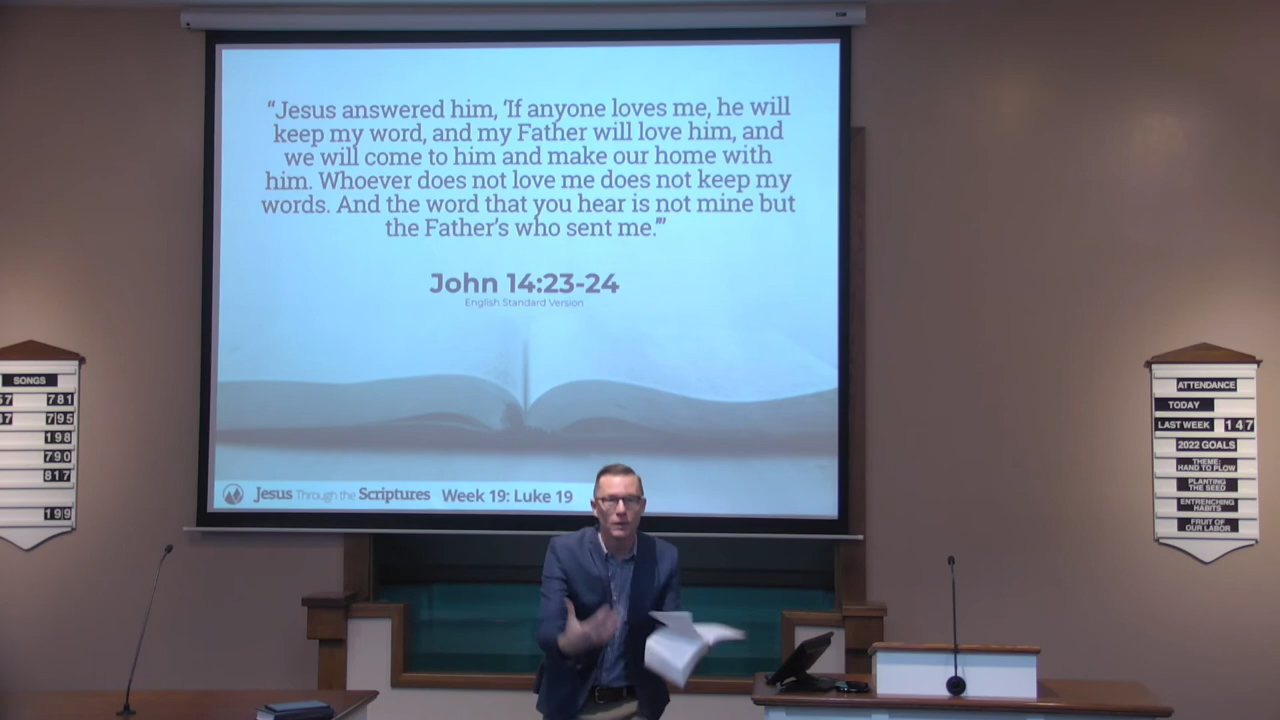 “Jesus answered him, ‘If anyone loves me, he will
keep my word, and my Father will love him, and
we will come to him and make our home with
him. Whoever does not love me does not keep my
words. And the word that you hear is not mine but
the Father’s who sent me.’”
John 14:23-24
English Standard Version
Jesus Through the Scriptures Week 19: Luke 19
SONGS
781
795
198
790
817
199
ATTENDANCE
TODAY
LAST WEEK 147
2022 GOALS
THEME:
HAND TO PLOW
PLANTING
THE SEED
ENTRENCHING
HABITS
FRUIT OF
OUR LABOR